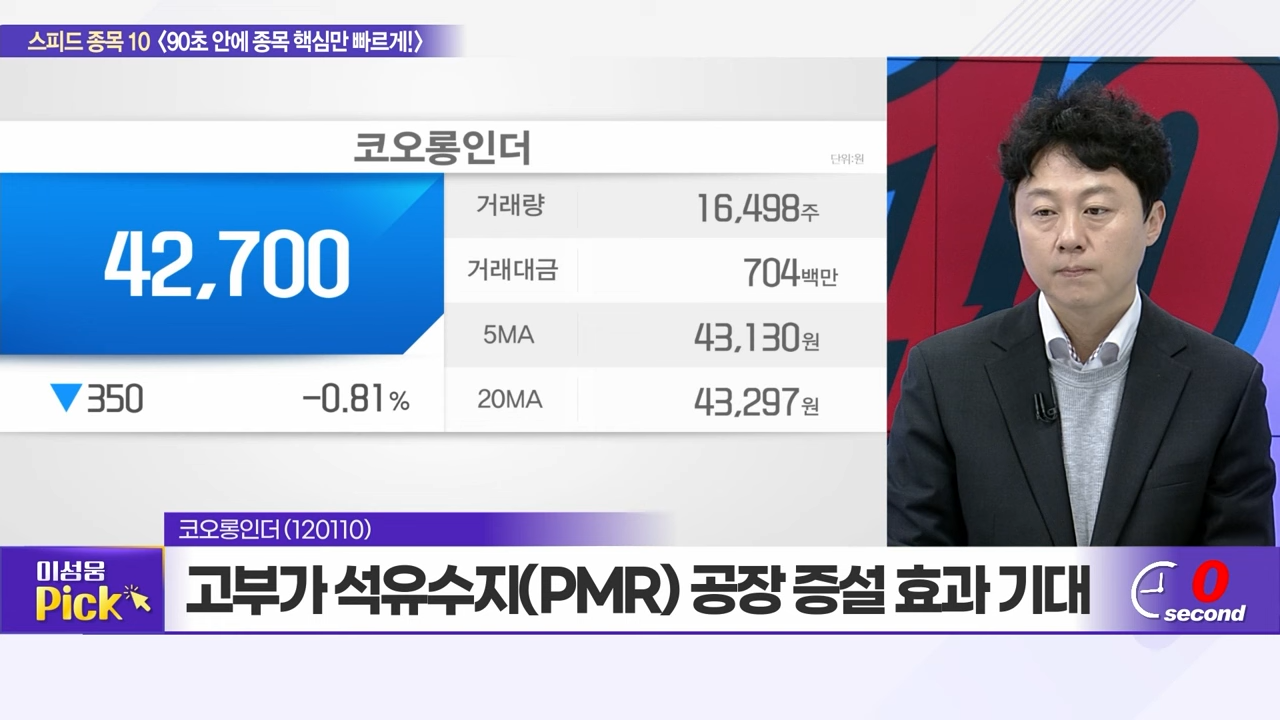 스피드 종목 10 <90초 안에 종목 핵심만 빠르게!>
코오롱인더
단위:원
42,700
▼350 -0.81%
거래량 16,498주
거래대금 704백만
5MA 43,130원
20MA 43,297원
10
코오롱인더(120110)
이성웅
Pick
고부가 석유수지(PMR) 공장 증설 효과 기대
0
second